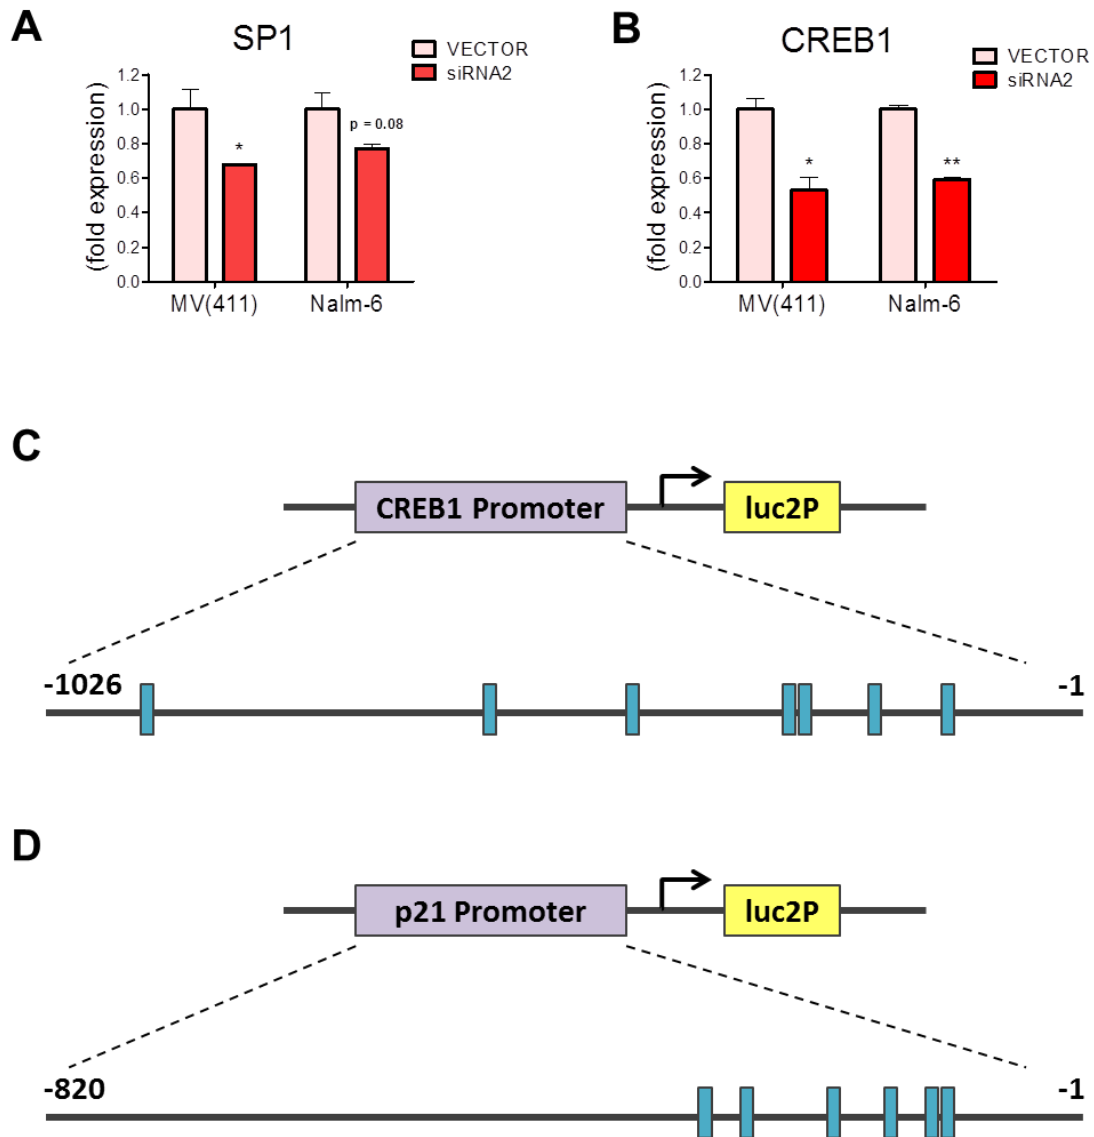 A
SP1
VECTOR
siRNA2
(fold expression)
1.2
1.0
0.8
0.6
0.4
0.2
0.0
*
p = 0.08
MV(411)
Nalm-6
B
CREB1
VECTOR
siRNA2
(fold expression)
1.2
1.0
0.8
0.6
0.4
0.2
0.0
*
**
MV(411)
Nalm-6
C
CREB1 Promoter
luc2P
-1026
-1
D
p21 Promoter
luc2P
-820
-1